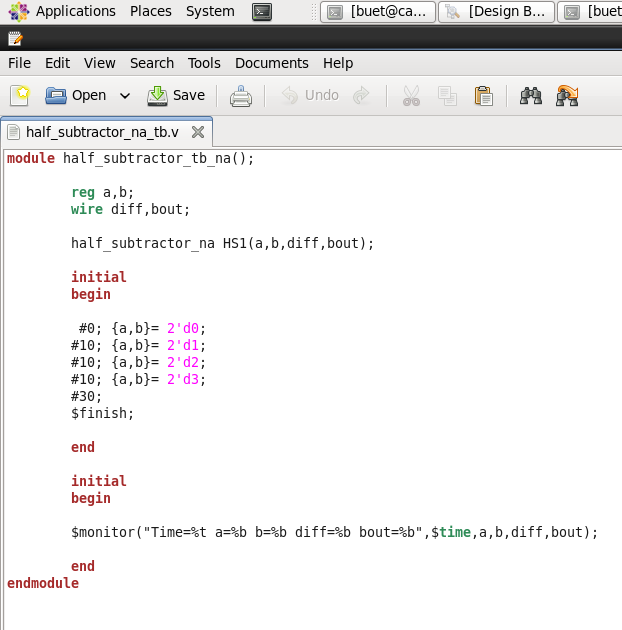 Applications Places System [buet@ca... [Design B... [buet
File Edit View Search Tools Documents Help
Open Save Undo
half_subtractor_na_tb.v
module half_subtractor_tb_na();
reg a,b;
wire diff,bout;
half_subtractor_na HS1(a,b,diff,bout);
initial
begin
#0; {a,b}= 2'd0;
#10; {a,b}= 2'd1;
#10; {a,b}= 2'd2;
#10; {a,b}= 2'd3;
#30;
$finish;
end
initial
begin
$monitor("Time=%t a=%b b=%b diff=%b bout=%b",$time,a,b,diff,bout);
end
endmodule